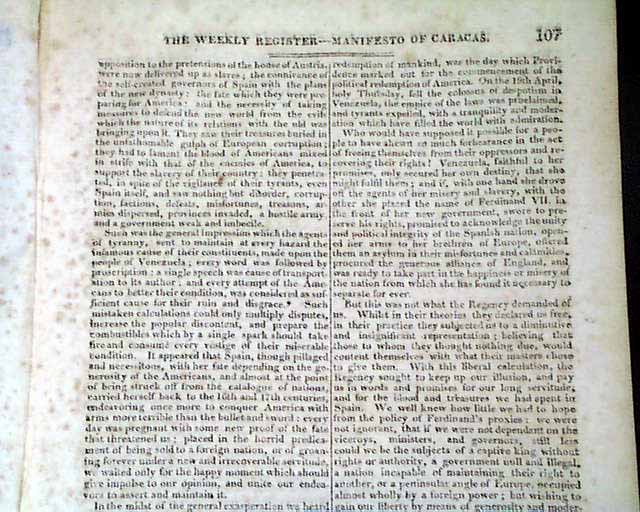 THE WEEKLY REGISTER—MANIFESTO OF CARACAS.
107
opposition to the pretensions of the house of Austria,
were now delivered up as slaves; the connivance of
the self-created governors of Spain with the plans
of the new dynasty; the fate which they were pre-
paring for America; and the necessity of taking
measures to defend the new world from the evils
which the nature of its relations with the old was
bringing upon it. They saw their treasures buried in
the unfathomable gulph of European corruption;
they had to lament the blood of Americans mixed
in strife with that of the enemies of America, to
support the slavery of their country; they penetra-
ted, in spite of the vigilance of their tyrants, even
Spain itself, and saw nothing but disorder, corrup-
tion, factions, defeats, misfortunes, treasons, ar-
mies dispersed, provinces invaded, a hostile army
and a government weak and imbecile.
Such was the general impression which the agents
of tyranny, sent to maintain at every hazard the
infamous cause of their constituents, made upon the
people of Venezuela; every word was followed by
proscription: a single speech was cause of transport-
ation to its author; and every attempt of the Ame-
cans to better their condition, was considered as suf-
ficient cause for their ruin and disgrace.* Such
mistaken calculations could only multiply disputes,
increase the popular discontent, and prepare the
combustibles which by a single spark should take
fire and consume every vestige of their miserable
condition. It appeared that Spain, though pillaged
and necessitous, with her fate depending on the ge-
nerosity of the Americans, and almost at the point
of being struck off from the catalogue of nations,
carried herself back to the 16th and 17th centuries,
endeavoring once more to conquer America with
arms more terrible than the bullet and sword; every
day was pregnant with some new proof of the fate
that threatened us; placed in the horrid predica-
ment of being sold to a foreign nation, or of groan-
ing forever under a new and irrecoverable servitude,
we waited only for the happy moment which should
give impulse to our opinion, and unite our endea-
vors to assert and maintain it.
In the midst of the general exasperation we heard
redemption of mankind, was the day which Provi-
dence marked out for the commencement of the
political redemption of America. On the 19th April,
holy Thursday, fell the colossus of despotism in
Venezuela, the empire of the laws was proclaimed,
and tyrants expelled, with a tranquility and moder-
ation which have filled the world with admiration.
Who would have supposed it possible for a peo-
ple to have shewn so much forbearance in the act
of freeing themselves from their oppressors and re-
covering their rights! Venezuela, faithful to her
promises, only secured her own destiny, that she
might fulfil them; and if, with one hand she drove
off the agents of her misery and slavery, with the
other she placed the name of Ferdinand VII. in
the front of her new government, swore to pre-
serve his rights, promised to acknowledge the unity
and political integrity of the Spanish nation, open-
ed her arms to her brethren of Europe, offered
them an asylum in their misfortunes and calamities,
procured the generous alliance of England, and
was ready to take part in the happiness or misery of
the nation from which she has found it necessary to
separate for ever.
But this was not what the Regency demanded of
us. Whilst in their theories they declared us free,
in their practice they subjected us to a diminutive
and insignificant representation; believing that
those to whom they thought nothing due, would
content themselves with what their masters chose
to give them. With this liberal calculation, the
Regency sought to keep up our illusion, and pay
us in words and promises for our long servitude,
and for the blood and treasures we had spent in
Spain. We well knew how little we had to hope
from the policy of Ferdinand's proxies: we were
not ignorant, that if we were not dependent on the
viceroys, ministers, and governors, still less
could we be the subjects of a captive king without
rights or authority, a government null and illegal,
a nation incapable of maintaining their right to
another, or a peninsular angle of Europe, occupied
almost wholly by a foreign power; but wishing to
gain our liberty by means of generosity and moder-